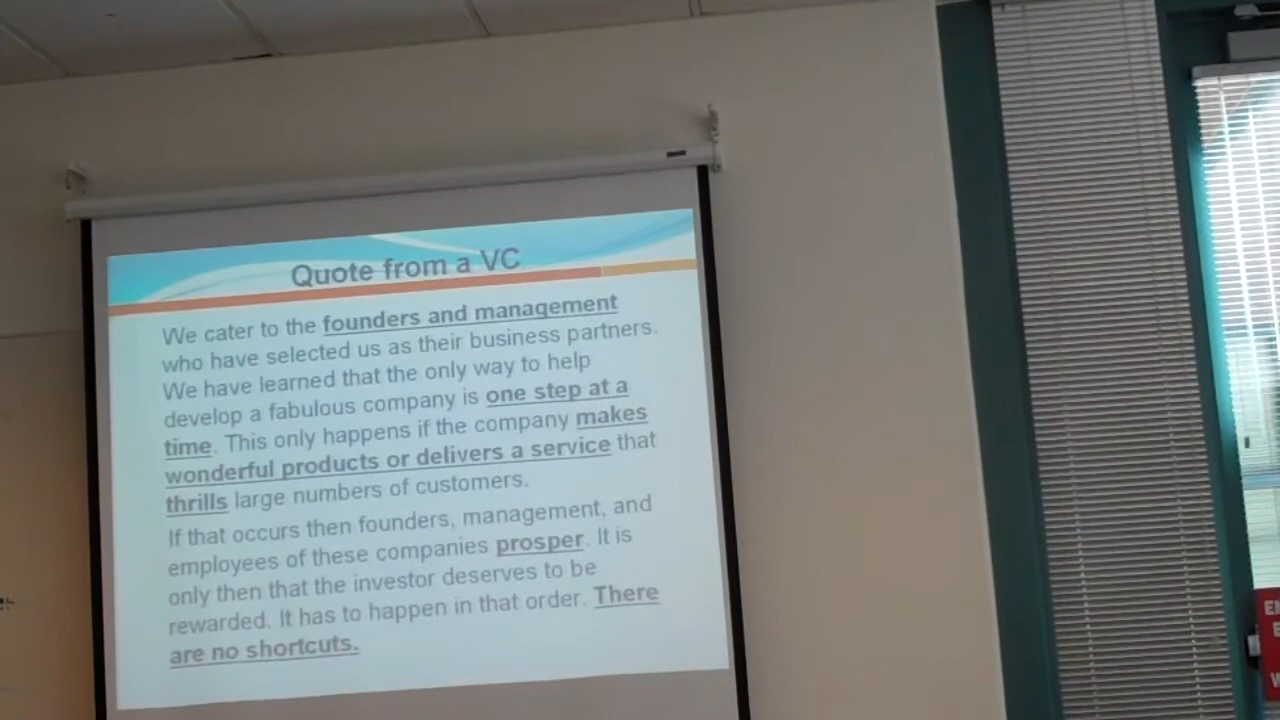 Quote from a VC
We cater to the founders and management
who have selected us as their business partners.
We have learned that the only way to help
develop a fabulous company is one step at a
time. This only happens if the company makes
wonderful products or delivers a service that
thrills large numbers of customers.
If that occurs then founders, management, and
employees of these companies prosper. It is
only then that the investor deserves to be
rewarded. It has to happen in that order. There
are no shortcuts.